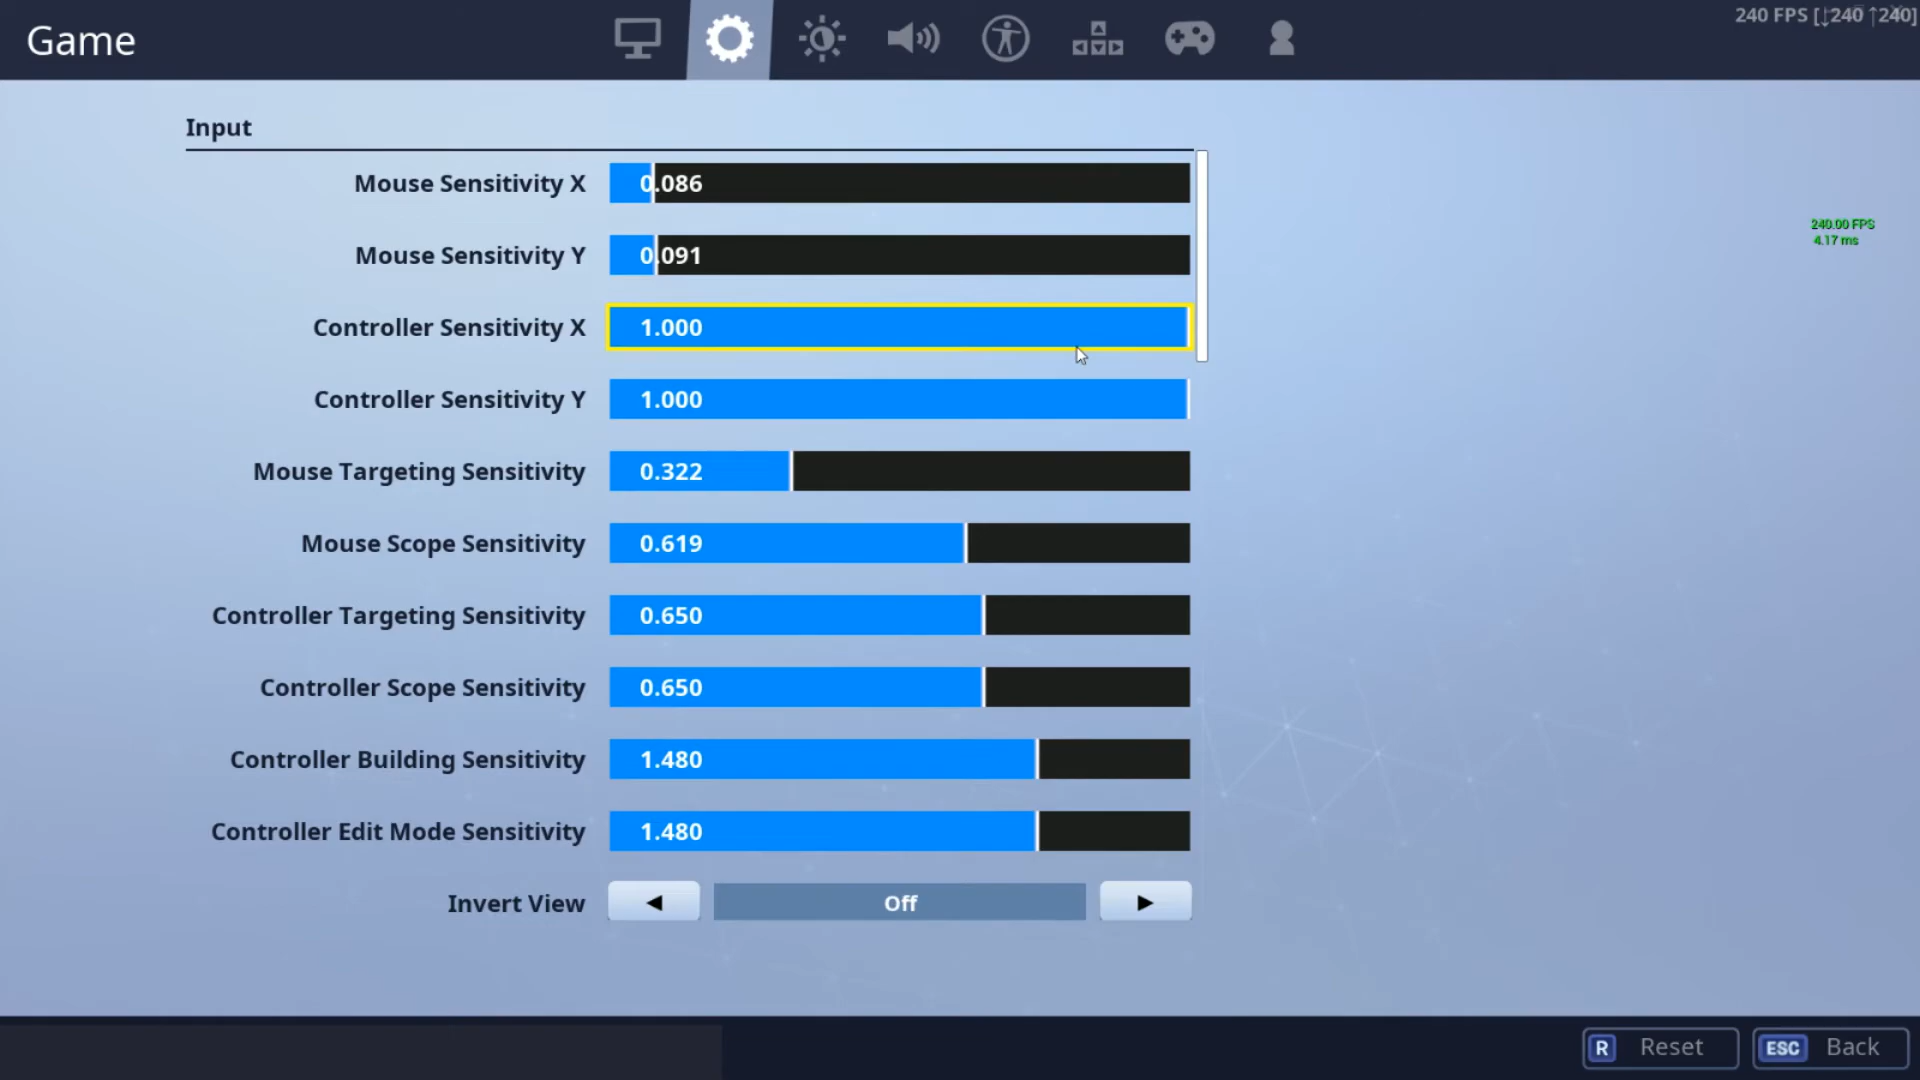 Game
240 FPS [↓240 ↑240]
Input
Mouse Sensitivity X
0.086
Mouse Sensitivity Y
0.091
240.00 FPS
4.17 ms
Controller Sensitivity X
1.000
Controller Sensitivity Y
1.000
Mouse Targeting Sensitivity
0.322
Mouse Scope Sensitivity
0.619
Controller Targeting Sensitivity
0.650
Controller Scope Sensitivity
0.650
Controller Building Sensitivity
1.480
Controller Edit Mode Sensitivity
1.480
Invert View
Off
R Reset
ESC Back